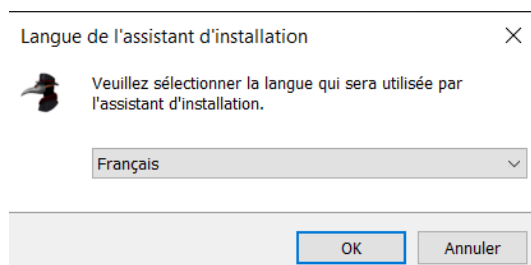 Langue de l'assistant d'installation
Veuillez sélectionner la langue qui sera utilisée par
l'assistant d'installation.
Français
OK
Annuler